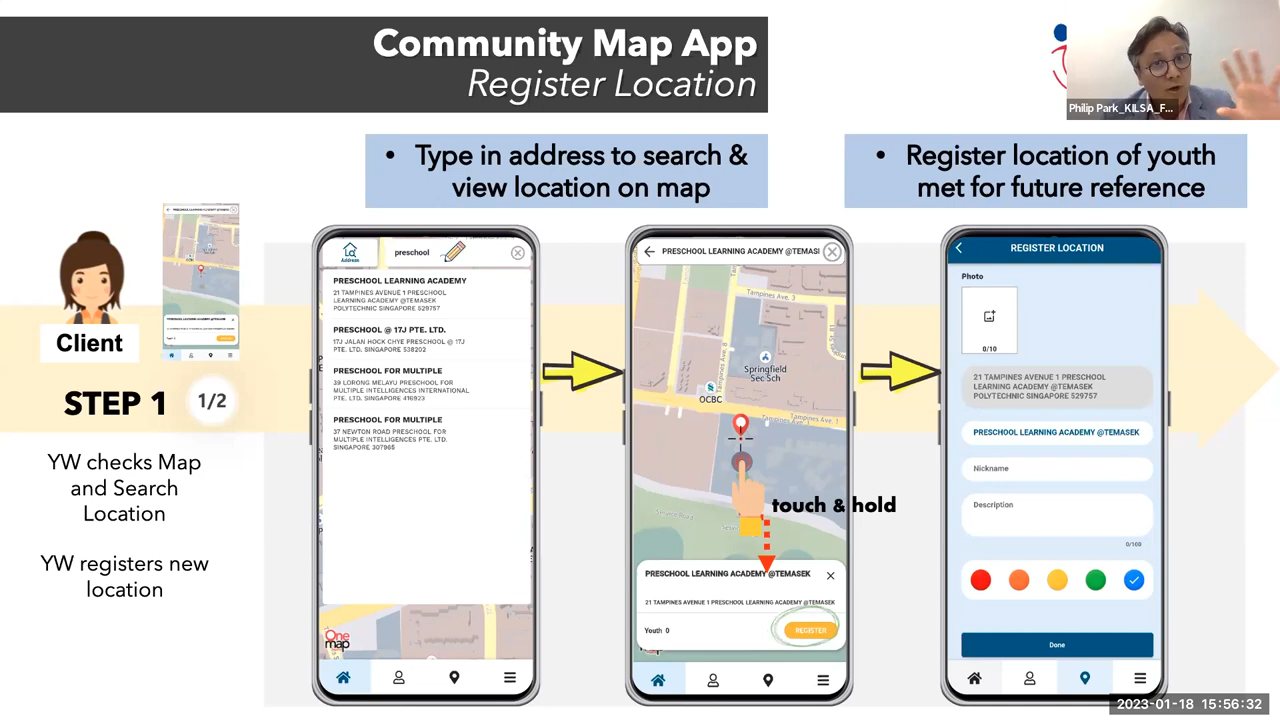 Community Map App
Register Location
Philip Park_KILSA_F...
• Type in address to search &
view location on map
• Register location of youth
met for future reference
Client
STEP 1 1/2
YW checks Map
and Search
Location
YW registers new
location
Address
preschool
PRESCHOOL LEARNING ACADEMY
21 TAMPINES AVENUE 1 PRESCHOOL
LEARNING ACADEMY @TEMASEK
POLYTECHNIC SINGAPORE 529757
PRESCHOOL @ 17J PTE. LTD.
17J JALAN HOCK CHYE PRESCHOOL @ 17J
PTE. LTD. SINGAPORE 538202
PRESCHOOL FOR MULTIPLE
39 LORONG MELAYU PRESCHOOL FOR
MULTIPLE INTELLIGENCES INTERNATIONAL
PTE. LTD. SINGAPORE 416923
PRESCHOOL FOR MULTIPLE
37 NEWTON ROAD PRESCHOOL FOR
MULTIPLE INTELLIGENCES PTE. LTD.
SINGAPORE 307965
One
map
PRESCHOOL LEARNING ACADEMY @TEMASI
Tampines Ave. 3
Tampines Ave. 8
Springfield
Sec Sch
OCBC
Tampines Ave. 1
touch & hold
PRESCHOOL LEARNING ACADEMY @TEMASEK
21 TAMPINES AVENUE 1 PRESCHOOL LEARNING ACADEMY @TEMASEK
Youth 0
REGISTER
REGISTER LOCATION
Photo
0/10
21 TAMPINES AVENUE 1 PRESCHOOL
LEARNING ACADEMY @TEMASEK
POLYTECHNIC SINGAPORE 529757
PRESCHOOL LEARNING ACADEMY @TEMASEK
Nickname
Description
0/100
Done
2023-01-18 15:56:32